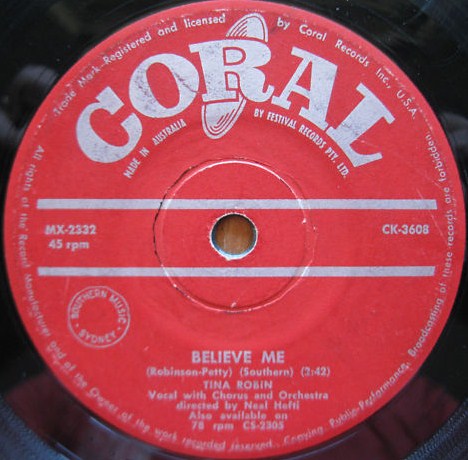 Trade Mark Registered and licensed by Coral Records Inc., U.S.A.
CORAL
MADE IN AUSTRALIA BY FESTIVAL RECORDS PTY. LTD.
MX-2332
45 rpm
CK-3608
SOUTHERN MUSIC
SYDNEY
BELIEVE ME
(Robinson-Petty) (Southern) (2:42)
TINA ROBIN
Vocal with Chorus and Orchestra
directed by Neal Hefti
Also available on
78 rpm CS-2305
All rights of the Record Manufacturer and of the Owner of the work recorded reserved. Copying Public-Performance, Broadcasting of these records are forbidden.